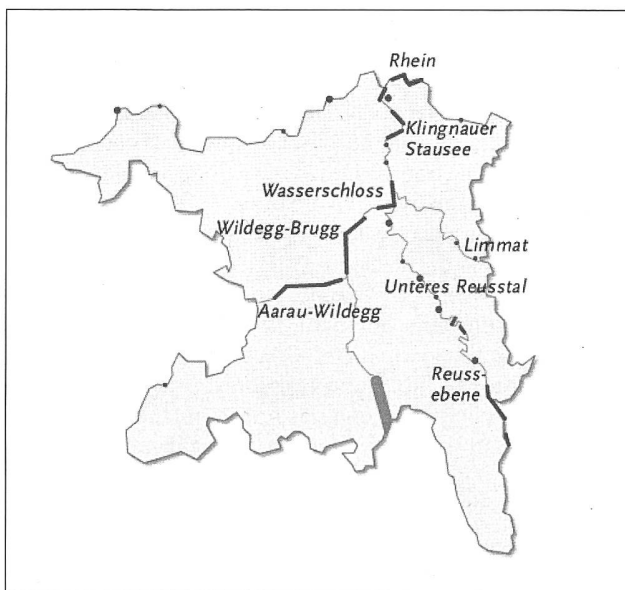 Rhein
Klingnauer
Stausee
Wasserschloss
Wildegg-Brugg
Limmat
Unteres Reusstal
Aarau-Wildegg
Reuss-
ebene